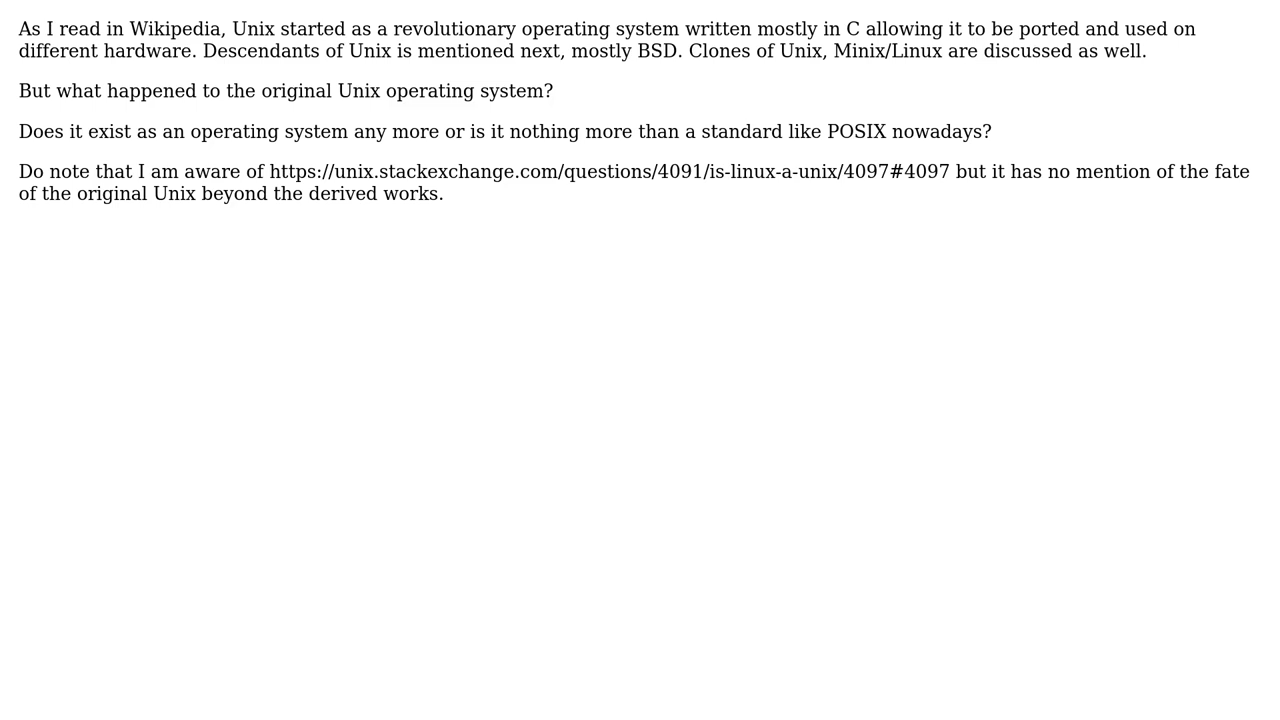 As I read in Wikipedia, Unix started as a revolutionary operating system written mostly in C allowing it to be ported and used on
different hardware. Descendants of Unix is mentioned next, mostly BSD. Clones of Unix, Minix/Linux are discussed as well.
But what happened to the original Unix operating system?
Does it exist as an operating system any more or is it nothing more than a standard like POSIX nowadays?
Do note that I am aware of https://unix.stackexchange.com/questions/4091/is-linux-a-unix/4097#4097 but it has no mention of the fate
of the original Unix beyond the derived works.